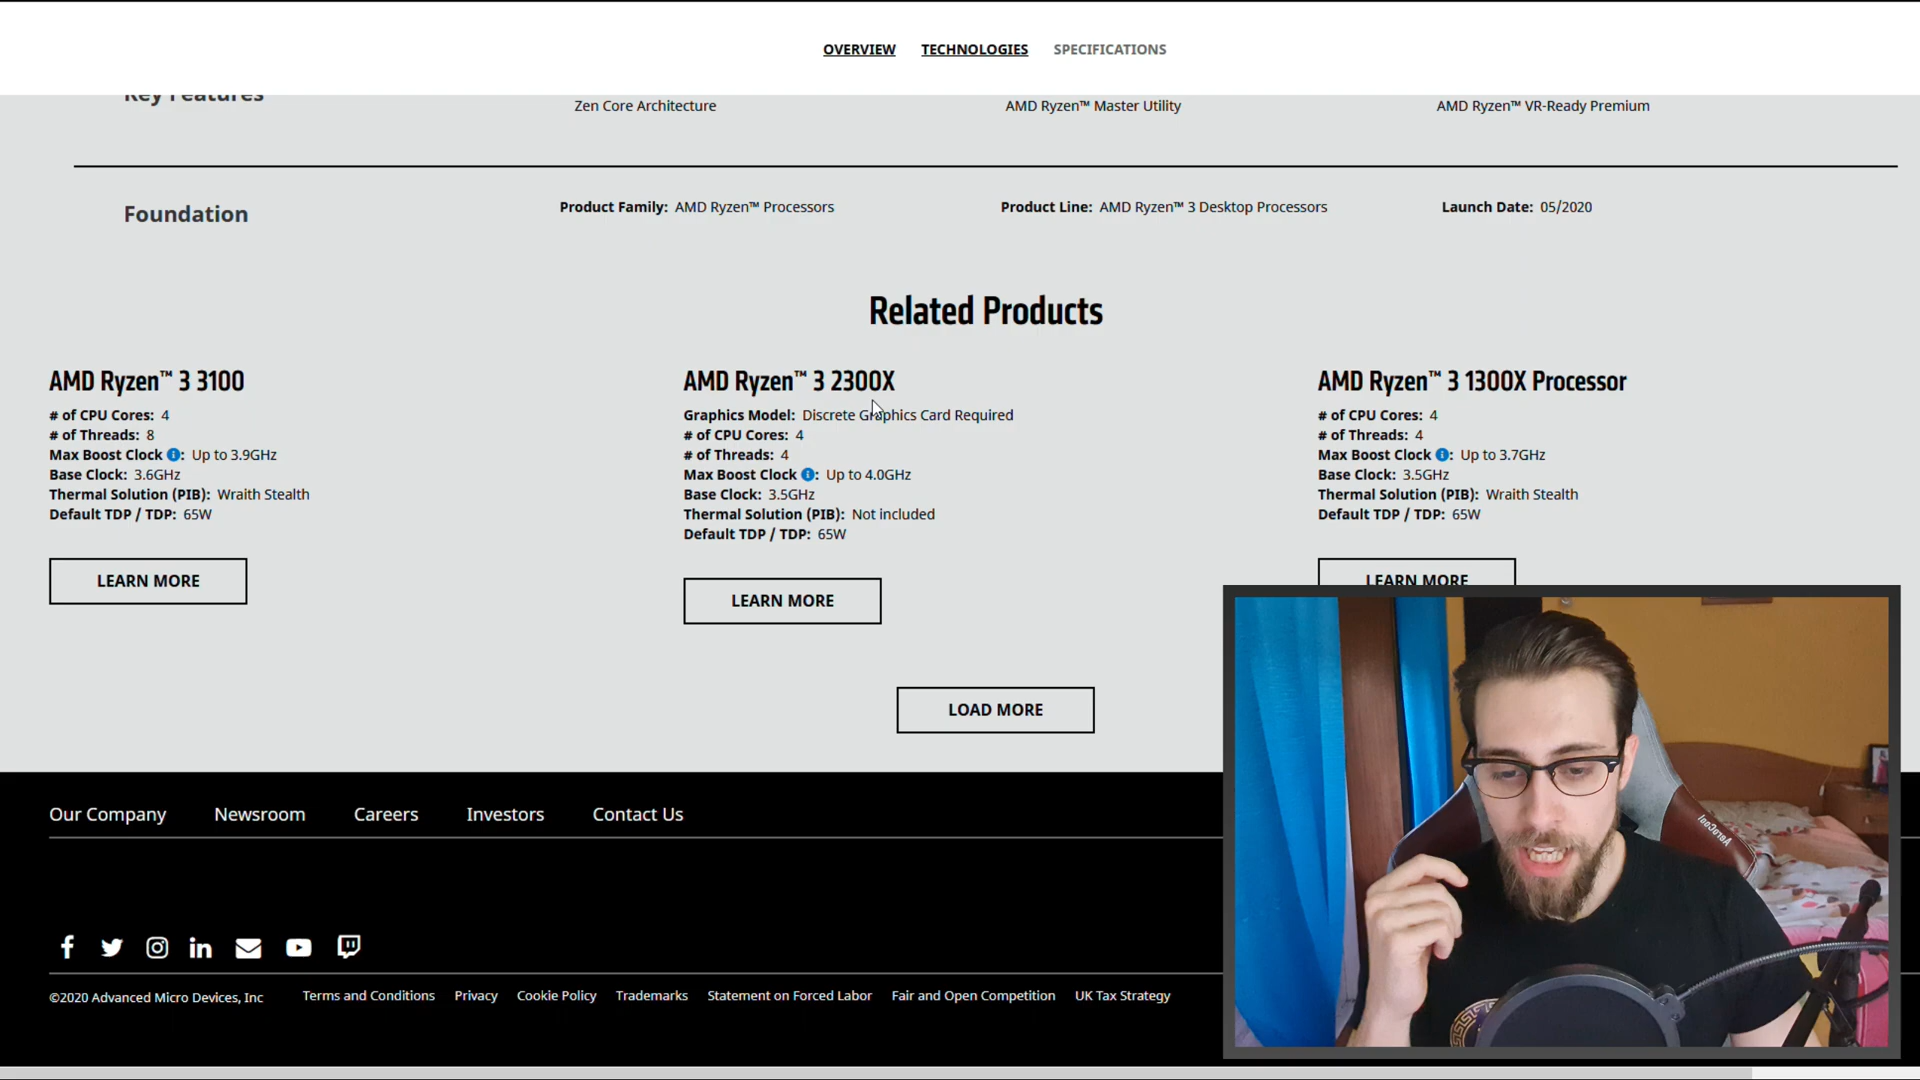 OVERVIEW TECHNOLOGIES SPECIFICATIONS
Key Features
Zen Core Architecture AMD Ryzen™ Master Utility AMD Ryzen™ VR-Ready Premium
Foundation
Product Family: AMD Ryzen™ Processors Product Line: AMD Ryzen™ 3 Desktop Processors Launch Date: 05/2020
Related Products
AMD Ryzen™ 3 3100
# of CPU Cores: 4
# of Threads: 8
Max Boost Clock i: Up to 3.9GHz
Base Clock: 3.6GHz
Thermal Solution (PIB): Wraith Stealth
Default TDP / TDP: 65W
LEARN MORE
AMD Ryzen™ 3 2300X
Graphics Model: Discrete Graphics Card Required
# of CPU Cores: 4
# of Threads: 4
Max Boost Clock i: Up to 4.0GHz
Base Clock: 3.5GHz
Thermal Solution (PIB): Not included
Default TDP / TDP: 65W
LEARN MORE
AMD Ryzen™ 3 1300X Processor
# of CPU Cores: 4
# of Threads: 4
Max Boost Clock i: Up to 3.7GHz
Base Clock: 3.5GHz
Thermal Solution (PIB): Wraith Stealth
Default TDP / TDP: 65W
LEARN MORE
LOAD MORE
AeroCool
Our Company Newsroom Careers Investors Contact Us
©2020 Advanced Micro Devices, Inc Terms and Conditions Privacy Cookie Policy Trademarks Statement on Forced Labor Fair and Open Competition UK Tax Strategy